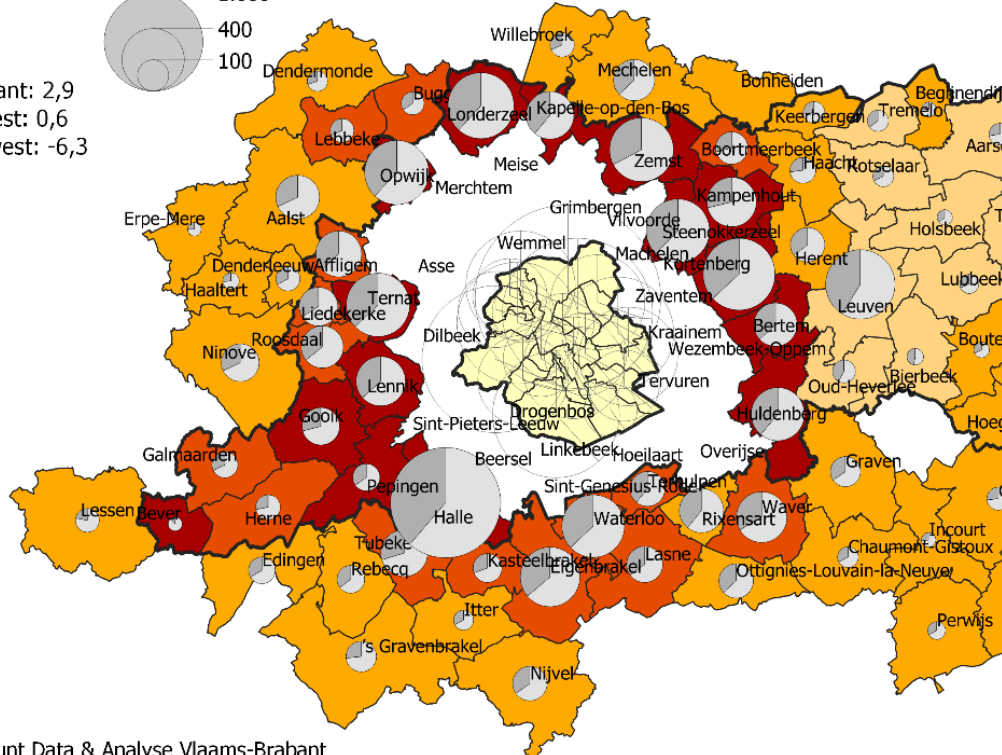 400
100
ant: 2,9
est: 0,6
vest: -6,3
Willebroek
Dendermonde
Mechelen
Bonheiden
Londerzeel
Kapelle-op-den-Bos
Keerbergen
Tremelo
Lebbeke
Boortmeerbeek
Zemst
Haacht
Rotselaar
Meise
Opwijk
Merchtem
Kampenhout
Aalst
Erpe-Mere
Grimbergen
Vilvoorde
Steenokkerzeel
Holsbeek
Wemmel
Machelen
Kortenberg
Herent
Denderleeuw
Affligem
Asse
Haaltert
Lubbeek
Zaventem
Ternat
Leuven
Liedekerke
Roosdaal
Dilbeek
Kraainem
Bertem
Wezembeek-Oppem
Ninove
Boute
Bierbeek
Oud-Heverlee
Lennik
Tervuren
Gooik
Drogenbos
Huldenberg
Sint-Pieters-Leeuw
Hoeg
Linkebeek
Hoeilaart
Overijse
Galmaarden
Beersel
Graven
Pepingen
Sint-Genesius-Rode
Terhulpen
Lessen
Bever
Herne
Halle
Waterloo
Rixensart
Waver
Incourt
Tubeke
Chaumont-Gistoux
Edingen
Rebecq
Kasteelbrakel
Eigenbrakel
Lasne
Ottignies-Louvain-la-Neuve
Itter
Perwijs
's Gravenbrakel
Nijvel
unt Data & Analyse Vlaams-Brabant